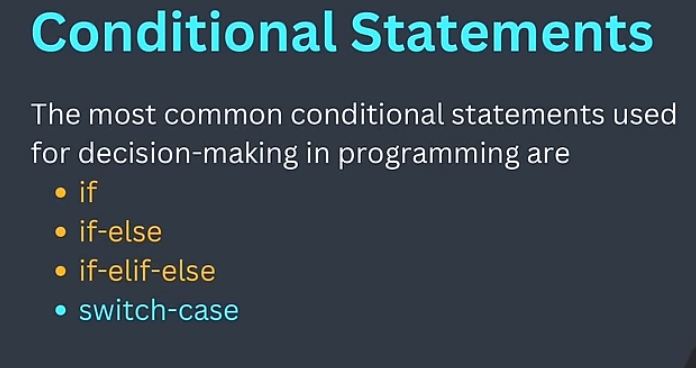 Conditional Statements
The most common conditional statements used
for decision-making in programming are
• if
• if-else
• if-elif-else
• switch-case